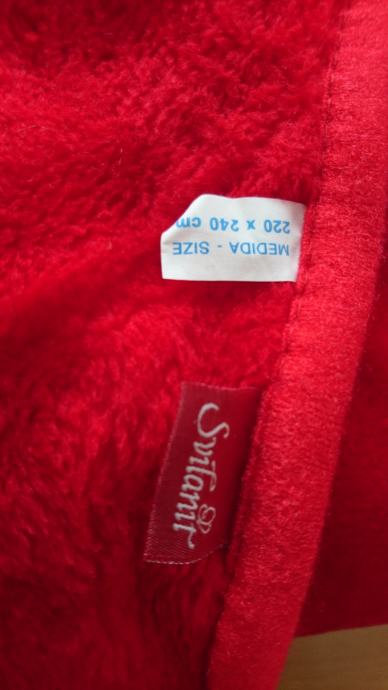 MEDIDA - SIZE
220 x 240 cm
Svilanit